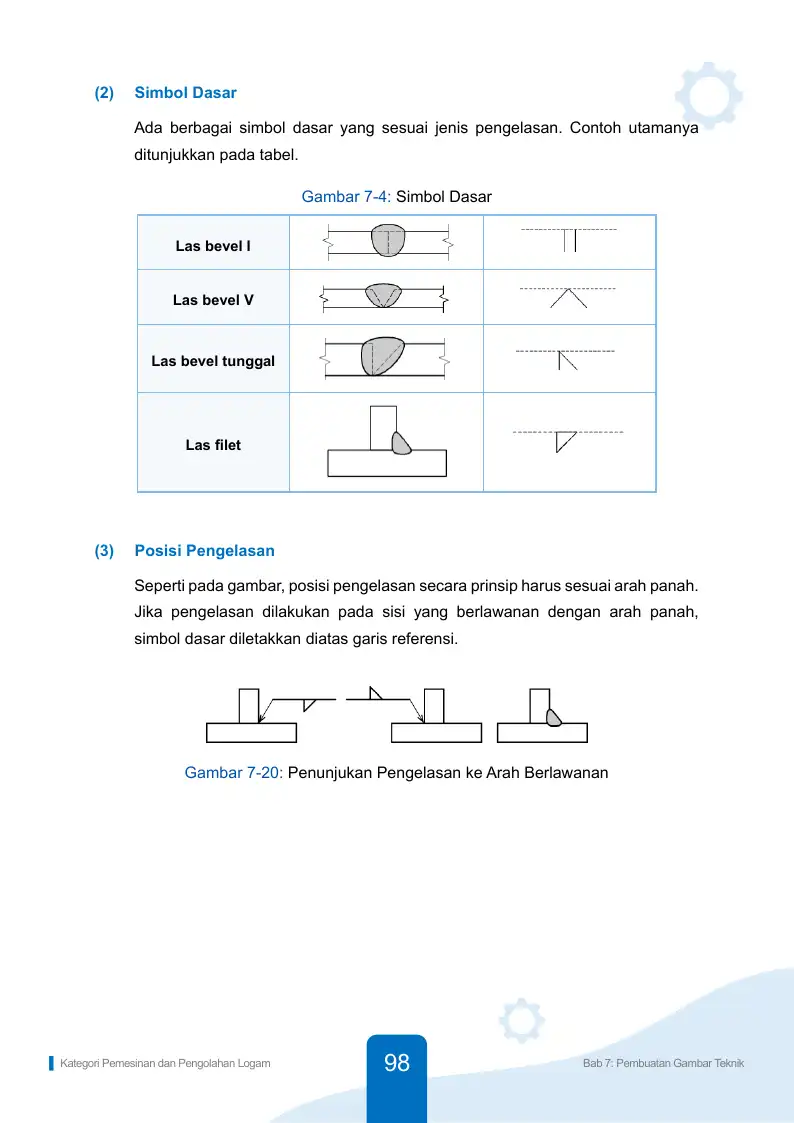 (2) Simbol Dasar
Ada berbagai simbol dasar yang sesuai jenis pengelasan. Contoh utamanya
ditunjukkan pada tabel.
Gambar 7-4: Simbol Dasar
Las bevel I
Las bevel V
Las bevel tunggal
Las filet
(3) Posisi Pengelasan
Seperti pada gambar, posisi pengelasan secara prinsip harus sesuai arah panah.
Jika pengelasan dilakukan pada sisi yang berlawanan dengan arah panah,
simbol dasar diletakkan diatas garis referensi.
Gambar 7-20: Penunjukan Pengelasan ke Arah Berlawanan
Kategori Pemesinan dan Pengolahan Logam
98
Bab 7: Pembuatan Gambar Teknik